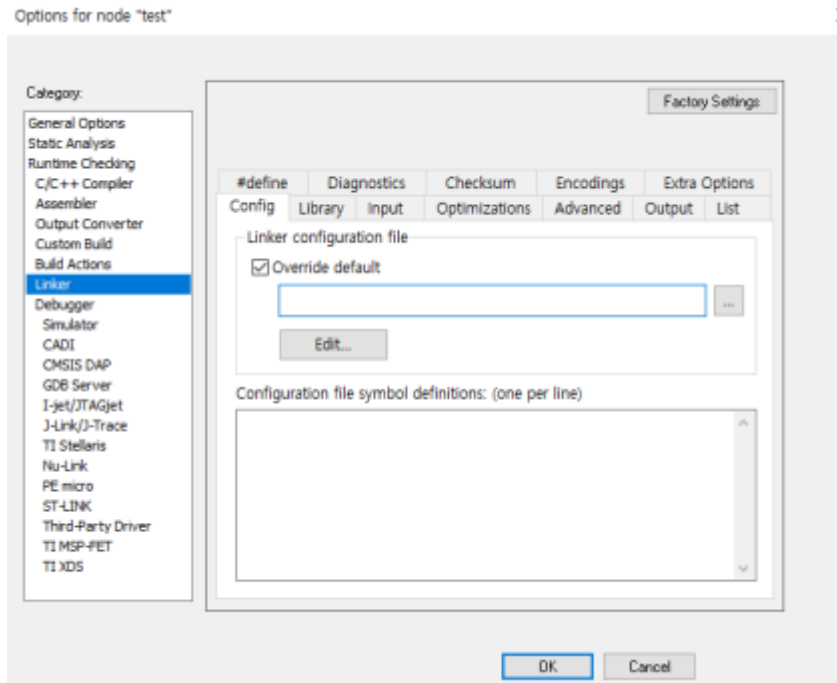 Options for node "test"
Category:
General Options
Static Analysis
Runtime Checking
C/C++ Compiler
Assembler
Output Converter
Custom Build
Build Actions
Linker
Debugger
Simulator
CADI
CMSIS DAP
GDB Server
I-jet/JTAGjet
J-Link/J-Trace
TI Stellaris
Nu-Link
PE micro
ST-LINK
Third-Party Driver
TI MSP-FET
TI XDS
Factory Settings
#define Diagnostics Checksum Encodings Extra Options
Config Library Input Optimizations Advanced Output List
Linker configuration file
Override default
...
Edit...
Configuration file symbol definitions: (one per line)
OK Cancel